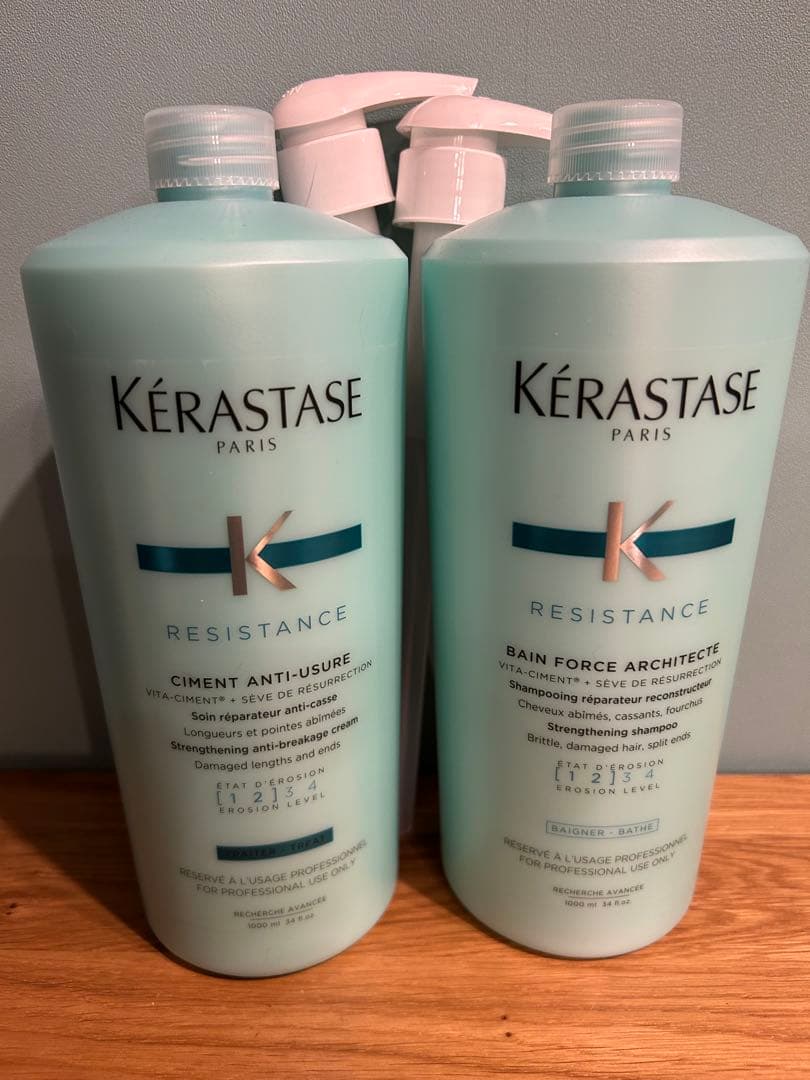 KÉRASTASE
PARIS
K
RESISTANCE
CIMENT ANTI-USURE
VITA-CIMENT® + SÈVE DE RÉSURRECTION
Soin réparateur anti-casse
Longueurs et pointes abîmées
Strengthening anti-breakage cream
Damaged lengths and ends
ÉTAT D'ÉROSION
[1 2] 3 4
EROSION LEVEL
TRAITER - TREAT
RÉSERVÉ À L'USAGE PROFESSIONNEL
FOR PROFESSIONAL USE ONLY
RECHERCHE AVANCÉE
1000 ml 34 fl.oz.
KÉRASTASE
PARIS
K
RESISTANCE
BAIN FORCE ARCHITECTE
VITA-CIMENT® + SÈVE DE RÉSURRECTION
Shampooing réparateur reconstructeur
Cheveux abîmés, cassants, fourchus
Strengthening shampoo
Brittle, damaged hair, split ends
ÉTAT D'ÉROSION
[1 2] 3 4
EROSION LEVEL
BAIGNER - BATHE
RÉSERVÉ À L'USAGE PROFESSIONNEL
FOR PROFESSIONAL USE ONLY
RECHERCHE AVANCÉE
1000 ml 34 fl.oz.